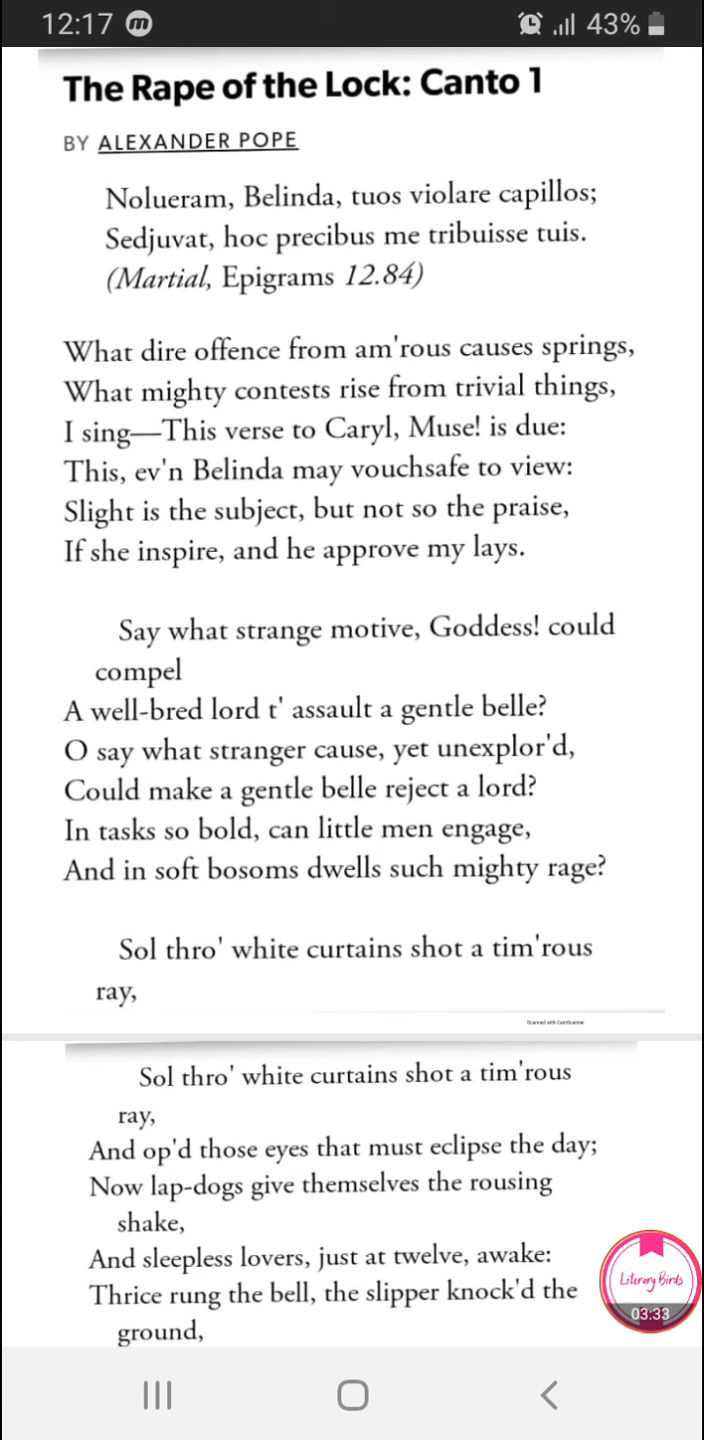 12:17 m 43%
The Rape of the Lock: Canto 1
BY ALEXANDER POPE
Nolueram, Belinda, tuos violare capillos;
Sedjuvat, hoc precibus me tribuisse tuis.
(Martial, Epigrams 12.84)
What dire offence from am'rous causes springs,
What mighty contests rise from trivial things,
I sing—This verse to Caryl, Muse! is due:
This, ev'n Belinda may vouchsafe to view:
Slight is the subject, but not so the praise,
If she inspire, and he approve my lays.
Say what strange motive, Goddess! could
compel
A well-bred lord t' assault a gentle belle?
O say what stranger cause, yet unexplor'd,
Could make a gentle belle reject a lord?
In tasks so bold, can little men engage,
And in soft bosoms dwells such mighty rage?
Sol thro' white curtains shot a tim'rous
ray,
Scanned with CamScanner
Sol thro' white curtains shot a tim'rous
ray,
And op'd those eyes that must eclipse the day;
Now lap-dogs give themselves the rousing
shake,
And sleepless lovers, just at twelve, awake:
Thrice rung the bell, the slipper knock'd the
ground,
Literary Birds
03:33